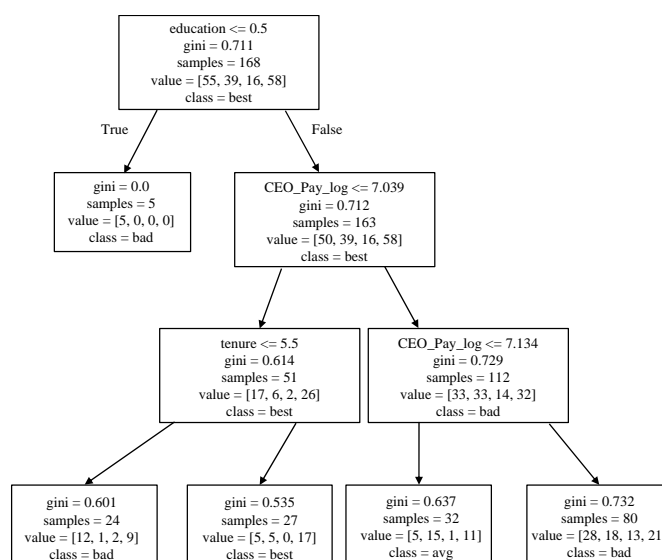 education <= 0.5
gini = 0.711
samples = 168
value = [55, 39, 16, 58]
class = best
True
False
gini = 0.0
samples = 5
value = [5, 0, 0, 0]
class = bad
CEO_Pay_log <= 7.039
gini = 0.712
samples = 163
value = [50, 39, 16, 58]
class = best
tenure <= 5.5
gini = 0.614
samples = 51
value = [17, 6, 2, 26]
class = best
CEO_Pay_log <= 7.134
gini = 0.729
samples = 112
value = [33, 33, 14, 32]
class = bad
gini = 0.601
samples = 24
value = [12, 1, 2, 9]
class = bad
gini = 0.535
samples = 27
value = [5, 5, 0, 17]
class = best
gini = 0.637
samples = 32
value = [5, 15, 1, 11]
class = avg
gini = 0.732
samples = 80
value = [28, 18, 13, 21]
class = bad